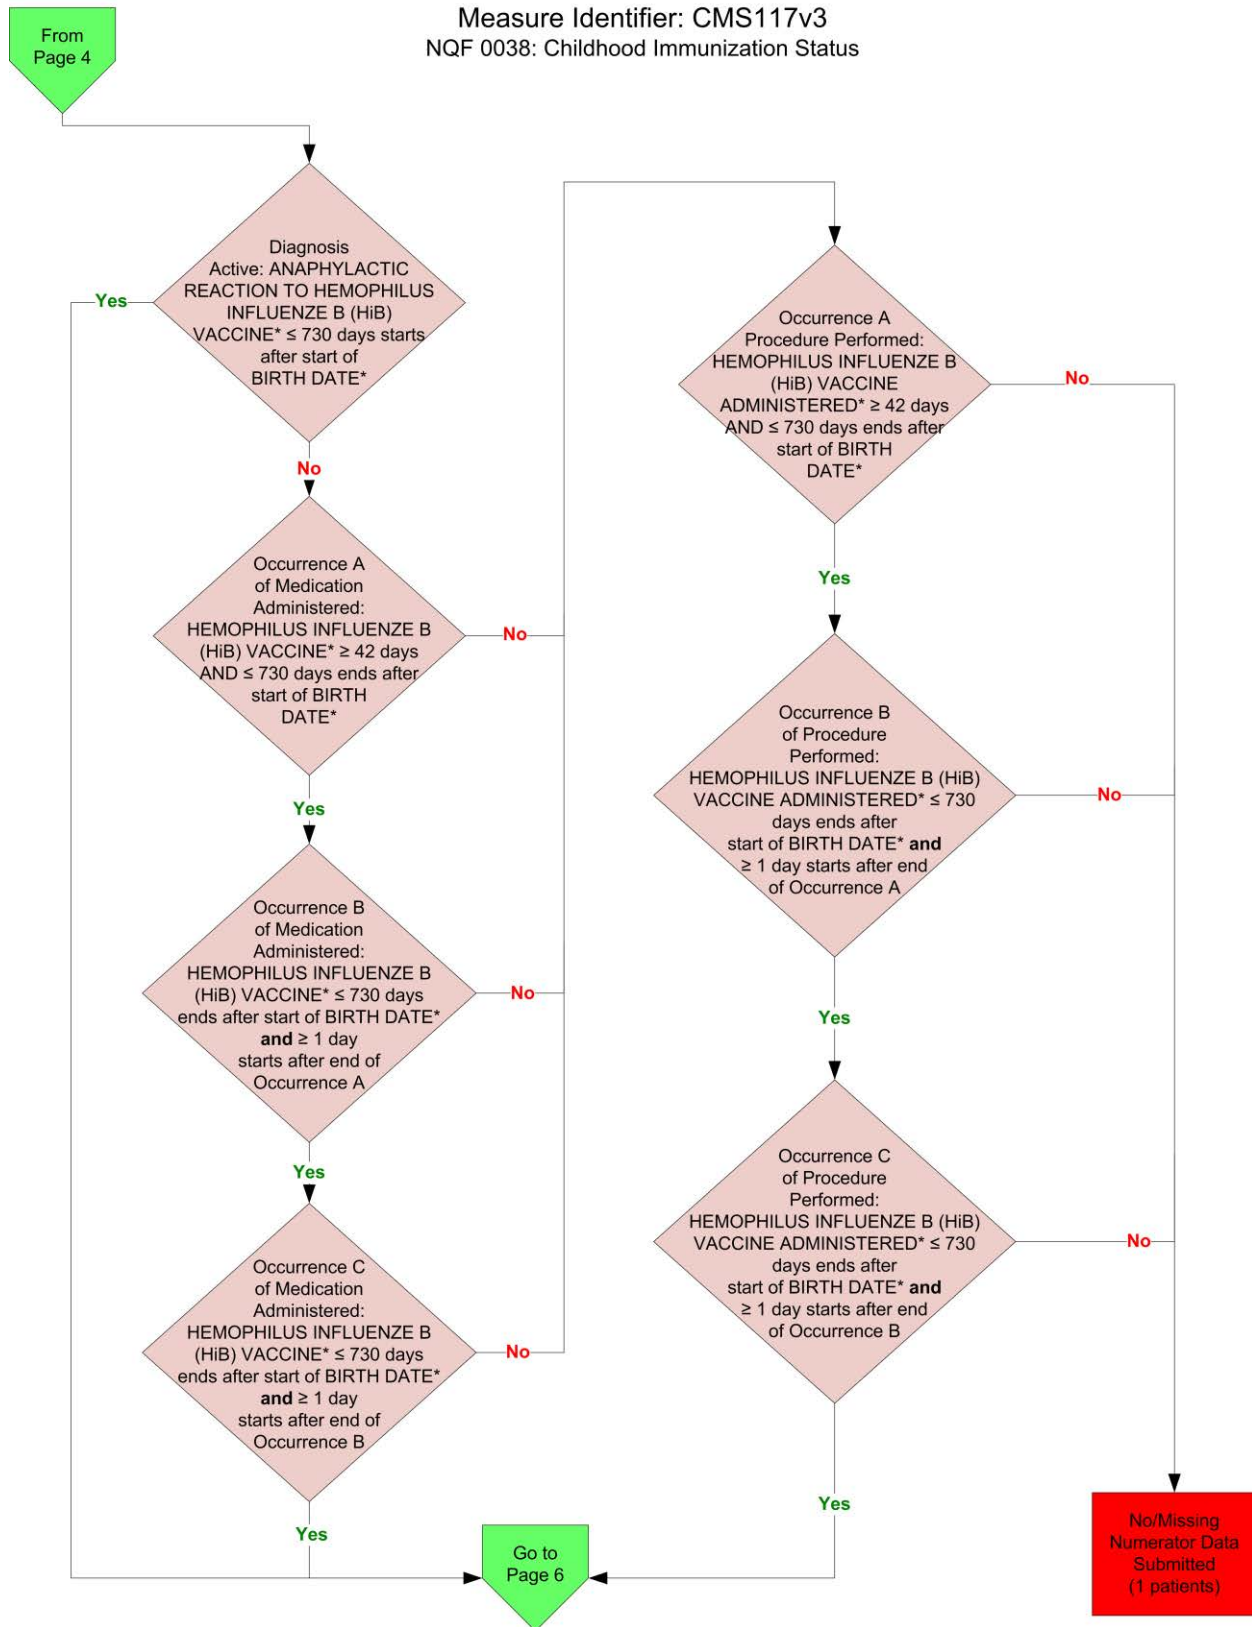 Measure Identifier: CMS117v3
NQF 0038: Childhood Immunization Status
From
Page 4
Diagnosis
Active: ANAPHYLACTIC
REACTION TO HEMOPHILUS
INFLUENZE B (HiB)
VACCINE* ≤ 730 days starts
after start of
BIRTH DATE*
Yes
No
Occurrence A
of Medication
Administered:
HEMOPHILUS INFLUENZE B
(HiB) VACCINE* ≥ 42 days
AND ≤ 730 days ends after
start of BIRTH
DATE*
No
Yes
Occurrence B
of Medication
Administered:
HEMOPHILUS INFLUENZE B
(HiB) VACCINE* ≤ 730 days
ends after start of BIRTH DATE*
and ≥ 1 day
starts after end of
Occurrence A
No
Yes
Occurrence C
of Medication
Administered:
HEMOPHILUS INFLUENZE B
(HiB) VACCINE* ≤ 730 days
ends after start of BIRTH DATE*
and ≥ 1 day
starts after end of
Occurrence B
No
Yes
Occurrence A
Procedure Performed:
HEMOPHILUS INFLUENZE B
(HiB) VACCINE
ADMINISTERED* ≥ 42 days
AND ≤ 730 days ends after
start of BIRTH
DATE*
No
Yes
Occurrence B
of Procedure
Performed:
HEMOPHILUS INFLUENZE B (HiB)
VACCINE ADMINISTERED* ≤ 730
days ends after
start of BIRTH DATE* and
≥ 1 day starts after end
of Occurrence A
No
Yes
Occurrence C
of Procedure
Performed:
HEMOPHILUS INFLUENZE B (HiB)
VACCINE ADMINISTERED* ≤ 730
days ends after
start of BIRTH DATE* and
≥ 1 day starts after end
of Occurrence B
No
Yes
Go to
Page 6
No/Missing
Numerator Data
Submitted
(1 patients)